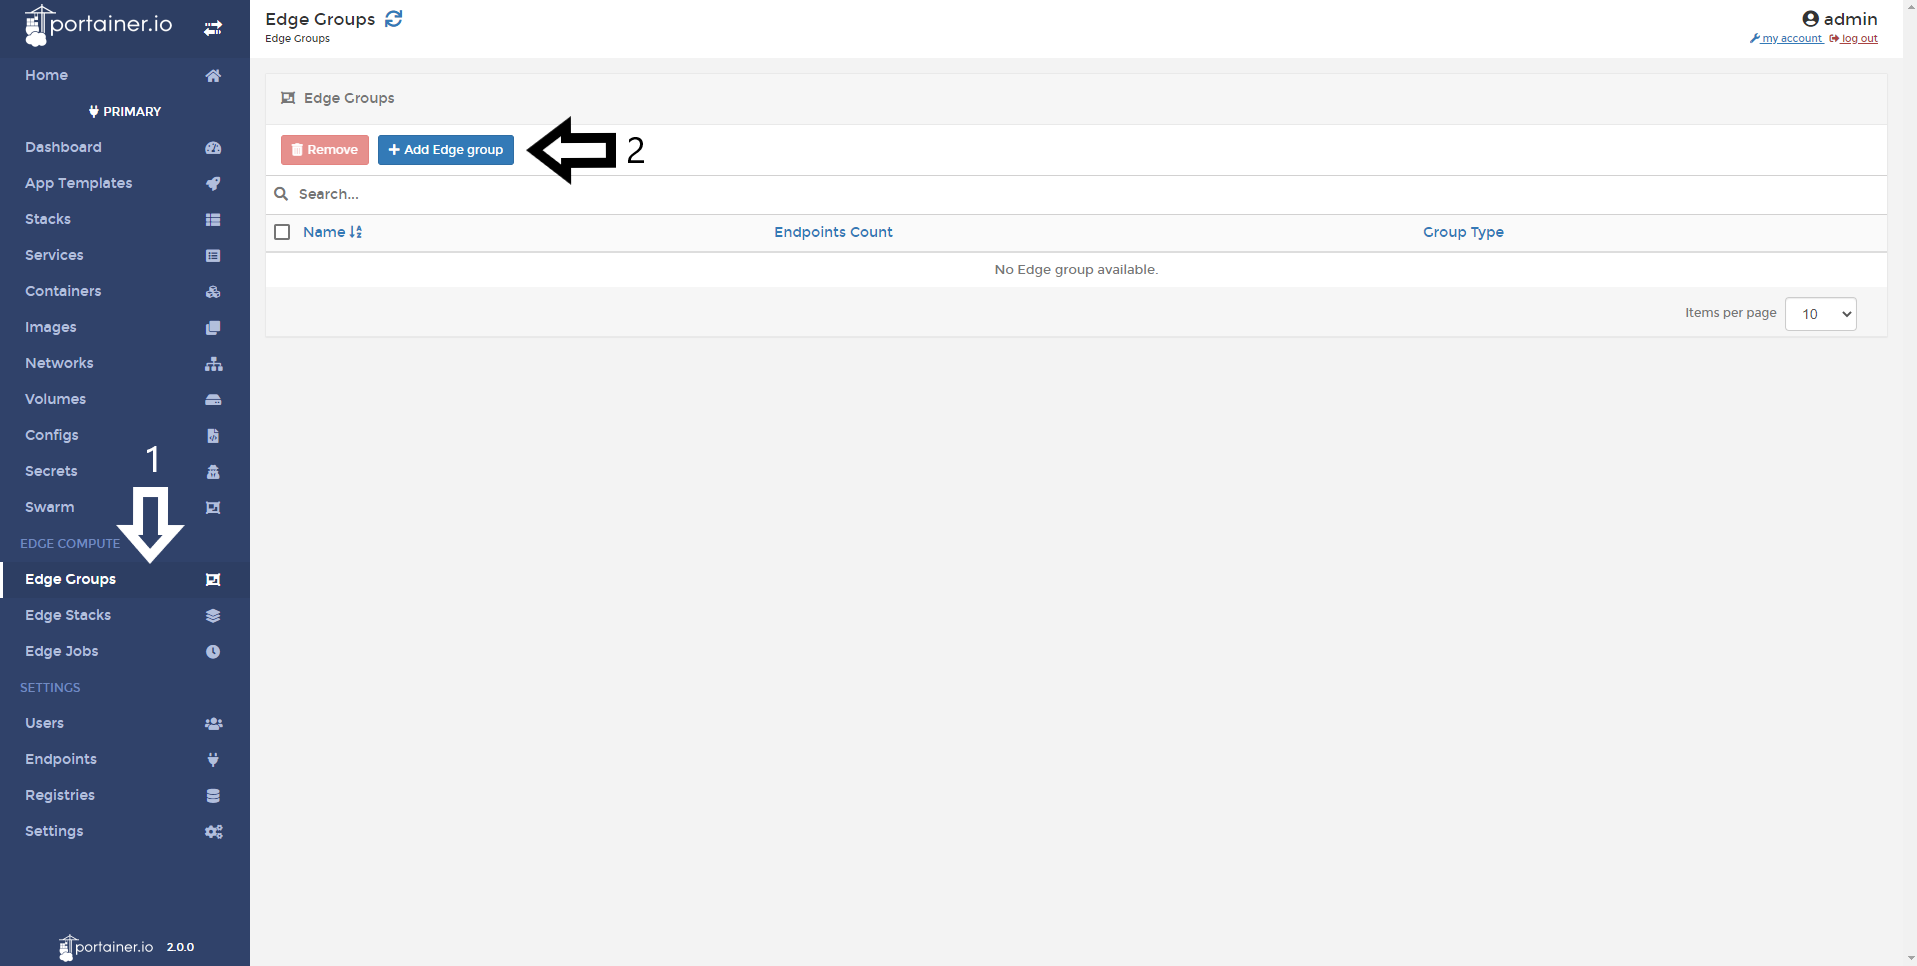 portainer.io
Home
PRIMARY
Dashboard
App Templates
Stacks
Services
Containers
Images
Networks
Volumes
Configs
1
Secrets
Swarm
EDGE COMPUTE
Edge Groups
Edge Stacks
Edge Jobs
SETTINGS
Users
Endpoints
Registries
Settings
portainer.io 2.0.0
Edge Groups
Edge Groups
admin
my account log out
Edge Groups
Remove Add Edge group 2
Search...
Name Endpoints Count Group Type
No Edge group available.
Items per page 10